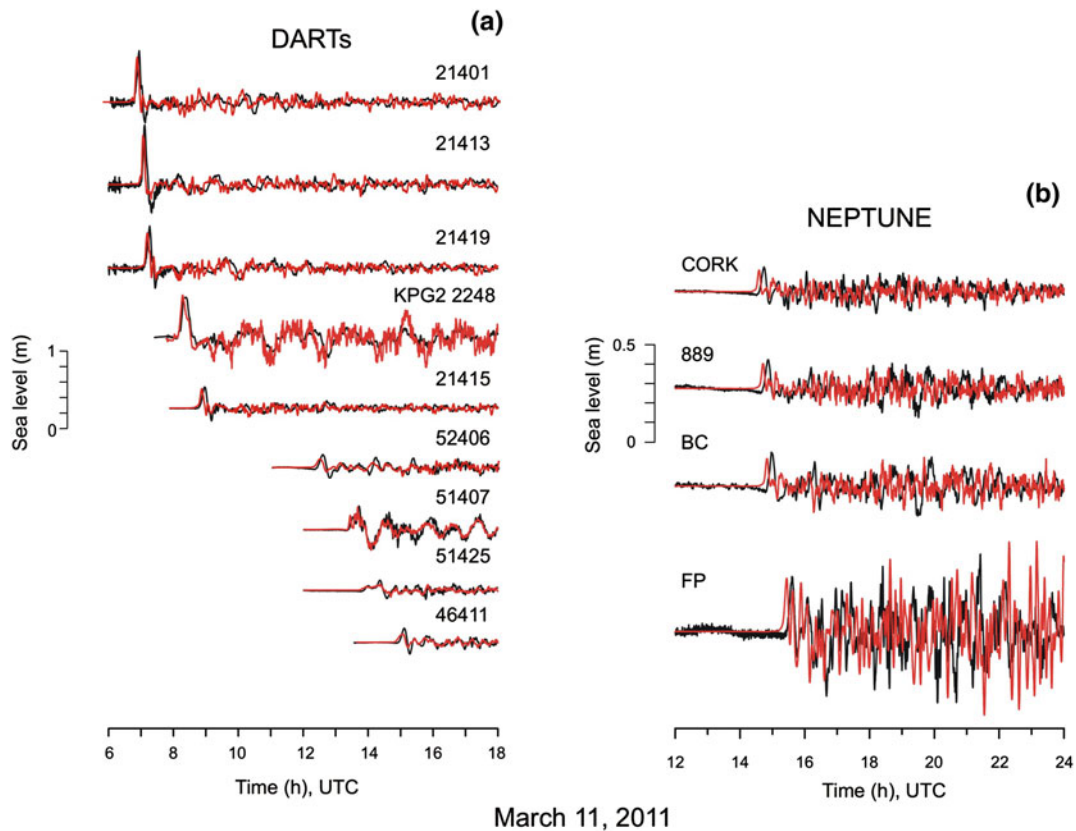 (a)
DARTs
21401
21413
21419
KPG2 2248
21415
52406
51407
51425
46411
Sea level (m)
1
0
6 8 10 12 14 16 18
Time (h), UTC
(b)
NEPTUNE
CORK
889
BC
FP
Sea level (m)
0.5
0
12 14 16 18 20 22 24
Time (h), UTC
March 11, 2011